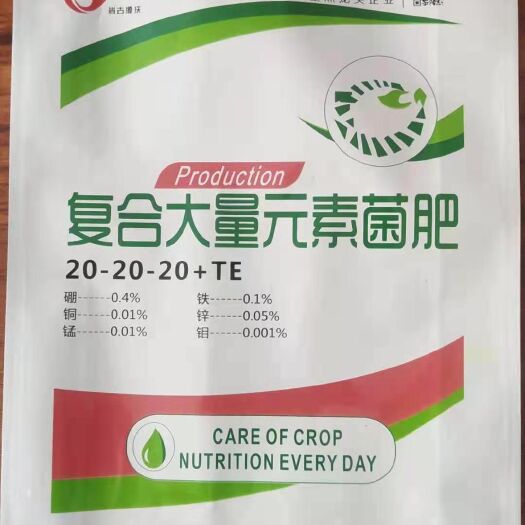 Production
复合大量元素菌肥
20-20-20+TE
硼------0.4% 铁------0.1%
铜------0.01% 锌------0.05%
锰------0.01% 钼------0.001%
CARE OF CROP
NUTRITION EVERY DAY